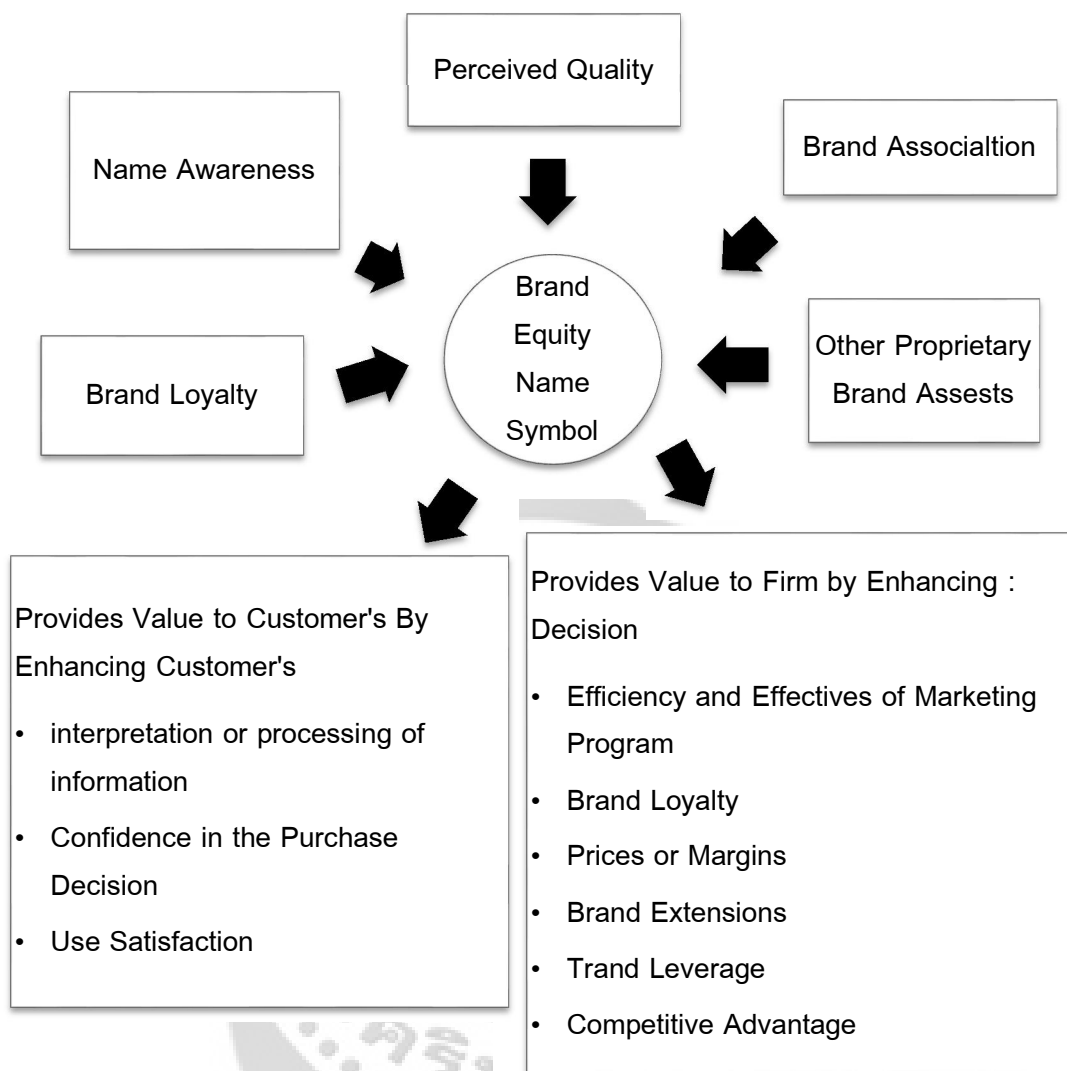 Perceived Quality
Name Awareness
Brand Associaltion
Brand Loyalty
Brand
Equity
Name
Symbol
Other Proprietary
Brand Assests
Provides Value to Customer's By
Enhancing Customer's
• interpretation or processing of
information
• Confidence in the Purchase
Decision
• Use Satisfaction
Provides Value to Firm by Enhancing :
Decision
• Efficiency and Effectives of Marketing
Program
• Brand Loyalty
• Prices or Margins
• Brand Extensions
• Trand Leverage
• Competitive Advantage